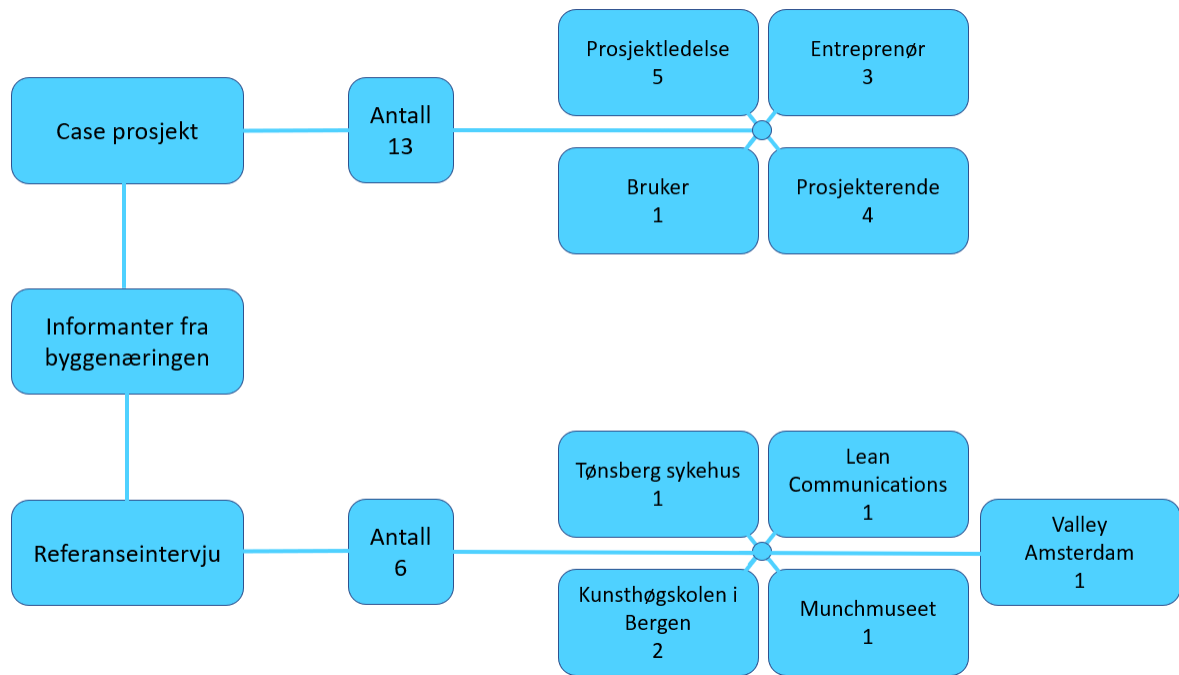 Case prosjekt
Antall
13
Prosjektledelse
5
Entreprenør
3
Bruker
1
Prosjekterende
4
Informanter fra
byggenæringen
Referanseintervju
Antall
6
Tønsberg sykehus
1
Lean
Communications
1
Kunsthøgskolen i
Bergen
2
Munchmuseet
1
Valley
Amsterdam
1